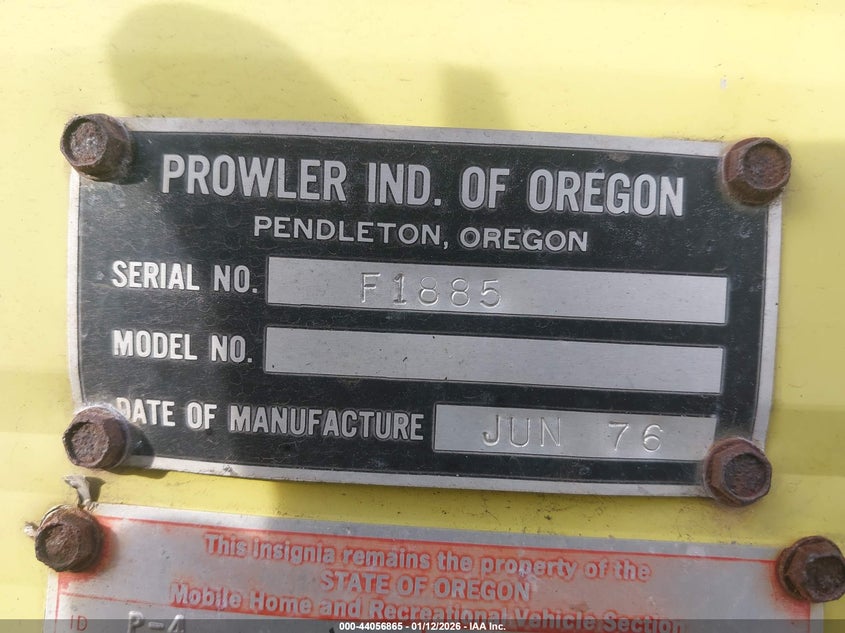 PROWLER IND. OF OREGON
PENDLETON, OREGON
SERIAL NO. F1885
MODEL NO.
DATE OF MANUFACTURE JUN 76
This insignia remains the property of the
STATE OF OREGON
Mobile Home and Recreational Vehicle Section
ID P-4
000-44056865 - 01/12/2026 - IAA Inc.